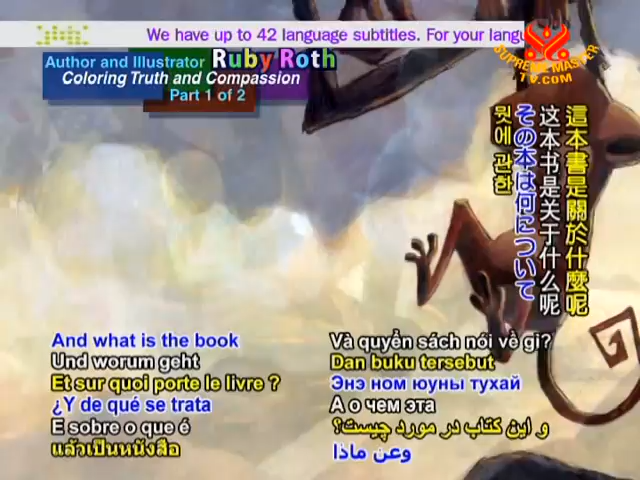 We have up to 42 language subtitles. For your langu
SUPREME MASTER
TV.COM
Author and Illustrator Ruby Roth
Coloring Truth and Compassion
Part 1 of 2
這本書是關於什麼呢
这本书是关于什么呢
その本は何について
뭣에 관한
And what is the book
Und worum geht
Et sur quoi porte le livre ?
¿Y de qué se trata
E sobre o que é
แล้วเป็นหนังสือ
Và quyển sách nói về gì?
Dan buku tersebut
Энэ ном юуны тухай
А о чем эта
و این کتاب در مورد چیست؟
وعن ماذا